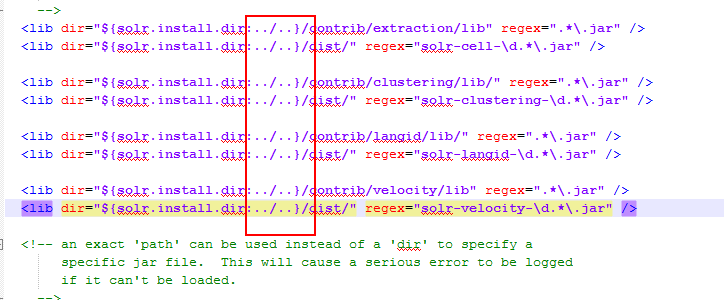 -->
<lib dir="${solr.install.dir:../..}/contrib/extraction/lib" regex=".*\.jar" />
<lib dir="${solr.install.dir:../..}/dist/" regex="solr-cell-\d.*\.jar" />
<lib dir="${solr.install.dir:../..}/contrib/clustering/lib/" regex=".*\.jar" />
<lib dir="${solr.install.dir:../..}/dist/" regex="solr-clustering-\d.*\.jar" />
<lib dir="${solr.install.dir:../..}/contrib/langid/lib/" regex=".*\.jar" />
<lib dir="${solr.install.dir:../..}/dist/" regex="solr-langid-\d.*\.jar" />
<lib dir="${solr.install.dir:../..}/contrib/velocity/lib" regex=".*\.jar" />
<lib dir="${solr.install.dir:../..}/dist/" regex="solr-velocity-\d.*\.jar" />
<!-- an exact 'path' can be used instead of a 'dir' to specify a
specific jar file.  This will cause a serious error to be logged
if it can't be loaded.
-->